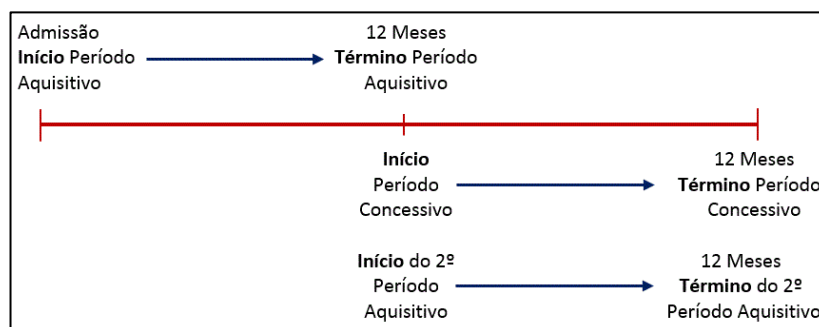 Admissão
Início Período
Aquisitivo
12 Meses
Término Período
Aquisitivo
Início
Período
Concessivo
12 Meses
Término Período
Concessivo
Início do 2º
Período
Aquisitivo
12 Meses
Término do 2º
Período Aquisitivo